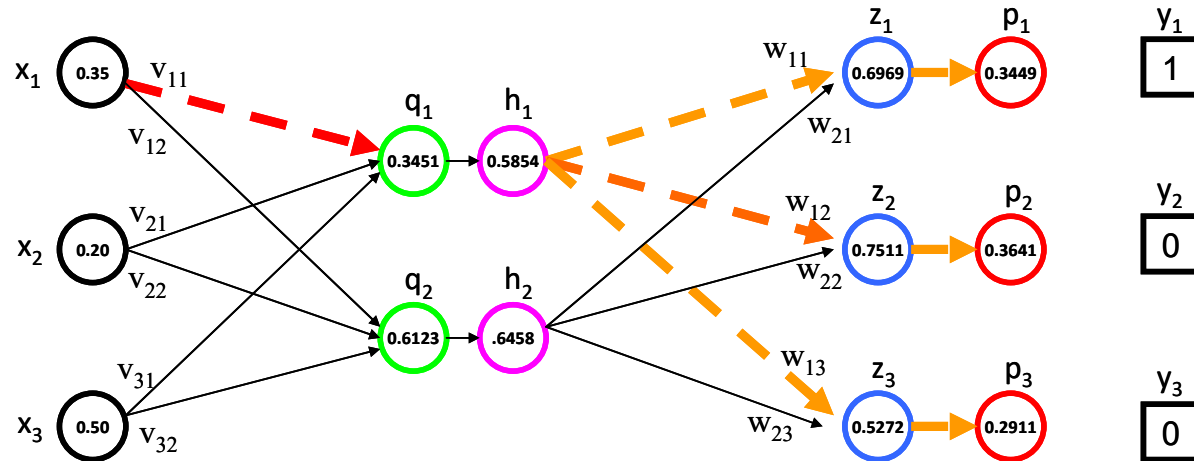 z₁ p₁ y₁
x₁ 0.35 v₁₁ w₁₁ 0.6969 0.3449 1
q₁ h₁
v₁₂ w₂₁
0.3451 0.5854
v₂₁ w₁₂ z₂ p₂ y₂
x₂ 0.20 0.7511 0.3641 0
v₂₂ w₂₂
q₂ h₂
0.6123 .6458
v₃₁ w₁₃ z₃ p₃ y₃
x₃ 0.50 v₃₂ w₂₃ 0.5272 0.2911 0